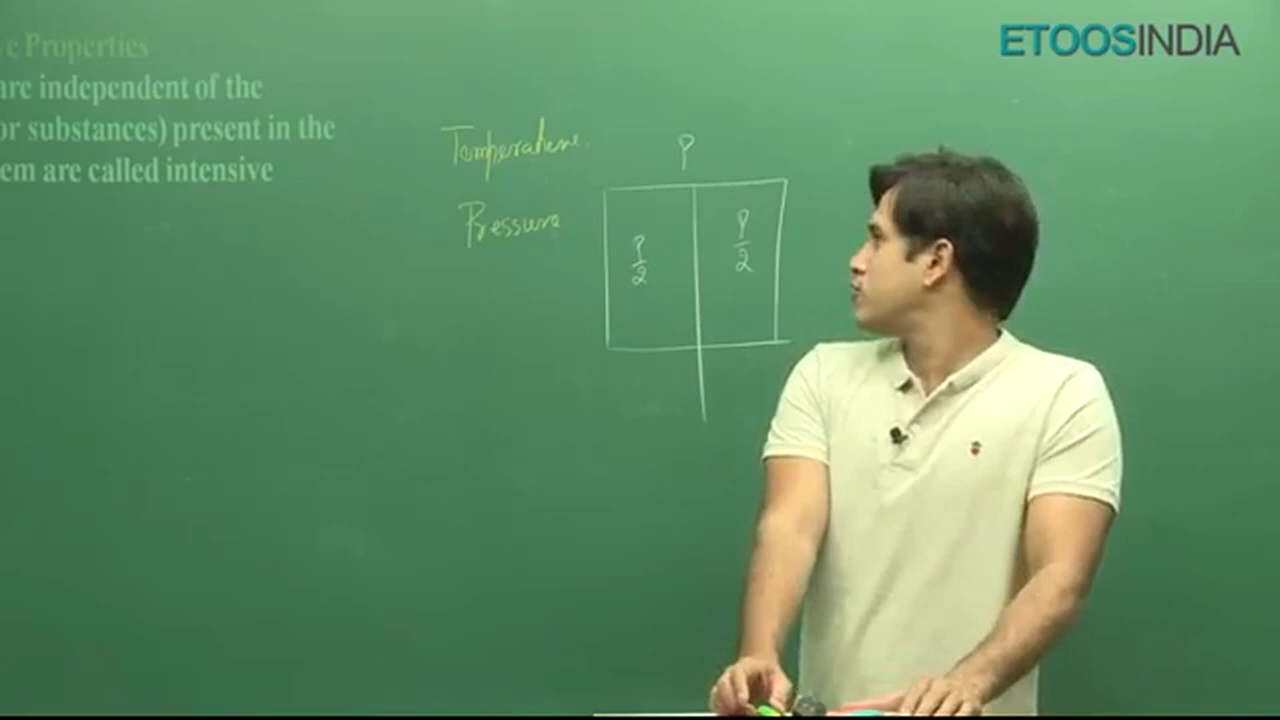 ETOOSINDIA
e Properties
are independent of the
or substances) present in the
em are called intensive
Temperature.
P
Pressure
P/2
P/2